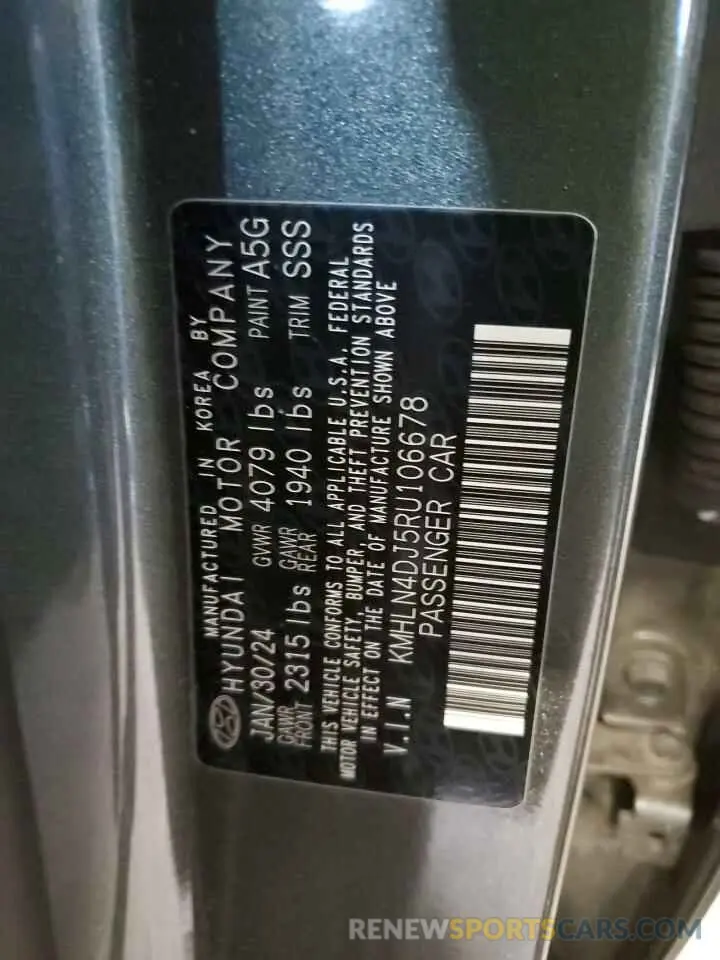 MANUFACTURED IN KOREA BY
HYUNDAI MOTOR COMPANY
JAN/30/24 GVWR 4079 lbs PAINT A5G
GAWR FRONT 2315 lbs GAWR REAR 1940 lbs TRIM SSS
THIS VEHICLE CONFORMS TO ALL APPLICABLE U.S.A. FEDERAL
MOTOR VEHICLE SAFETY, BUMPER, AND THEFT PREVENTION STANDARDS
IN EFFECT ON THE DATE OF MANUFACTURE SHOWN ABOVE
V.I.N KMHLN4DJ5RU106678
PASSENGER CAR
RENEWSPORTSCARS.COM